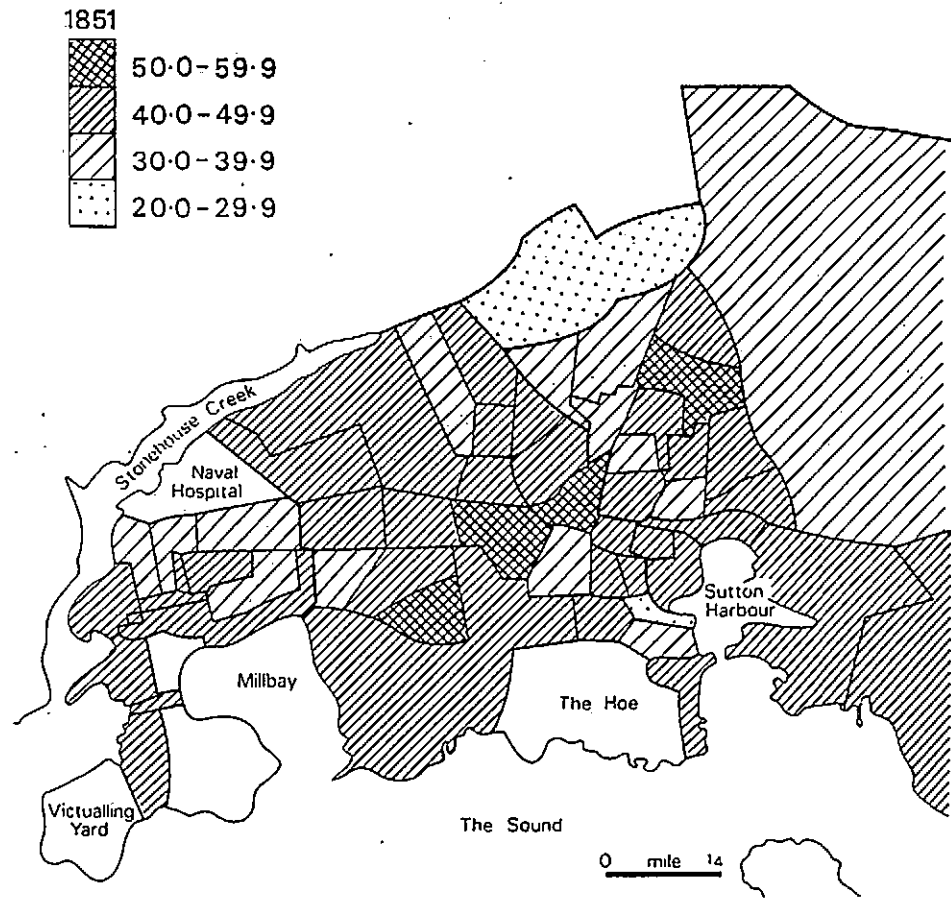 1851
50·0–59·9
40·0–49·9
30·0–39·9
20·0–29·9
Stonehouse Creek
Naval
Hospital
Sutton
Harbour
Millbay
The Hoe
Victualling
Yard
The Sound
0 mile ¼